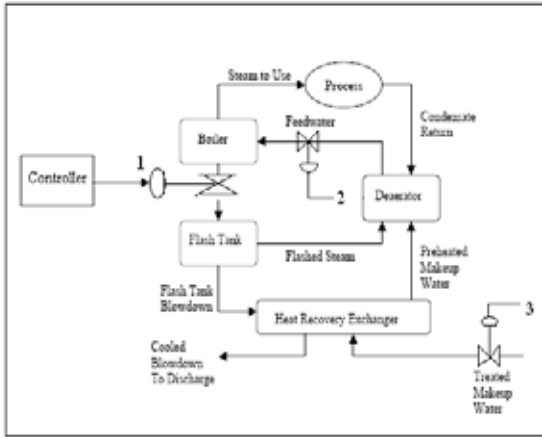 Steam to Use
Process
Feedwater
Condensate
Return
Boiler
1
Controller
2
Deaerator
Flash Tank
Flashed Steam
Preheated
Makeup
Water
Flash Tank
Blowdown
Heat Recovery Exchanger
3
Cooled
Blowdown
To Discharge
Treated
Makeup
Water